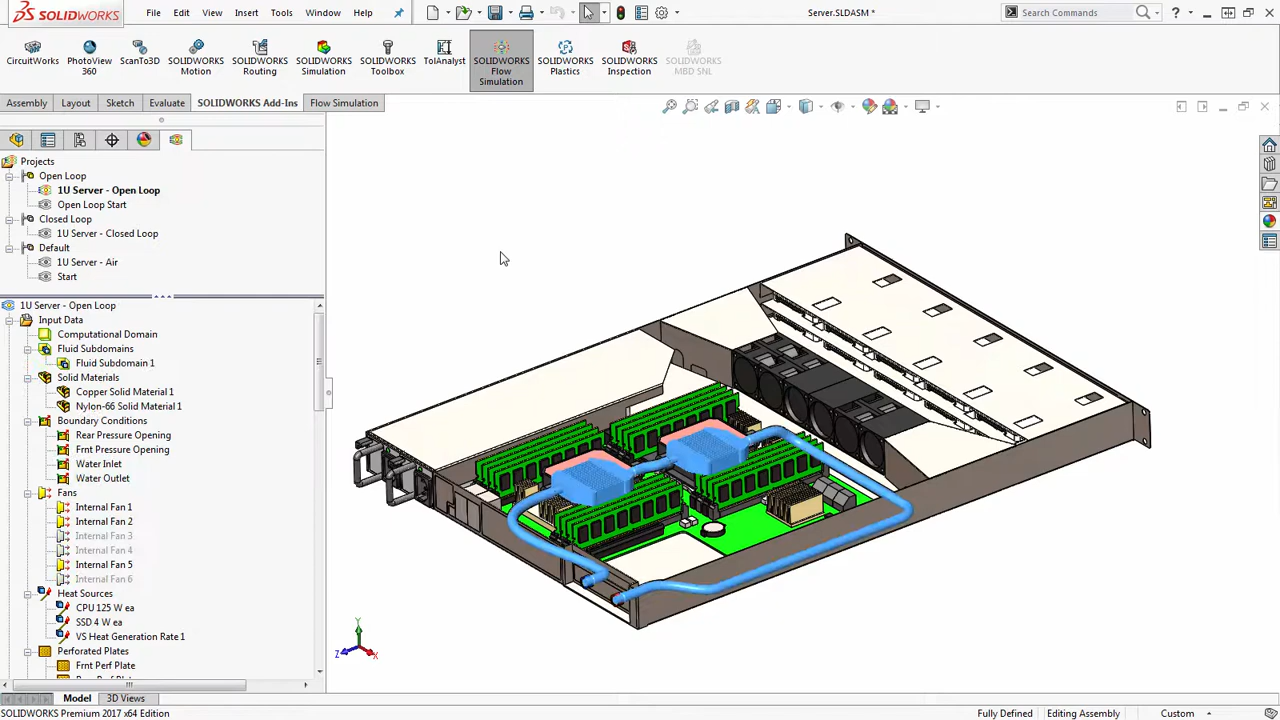 SOLIDWORKS File Edit View Insert Tools Window Help Server.SLDASM * Search Commands ?
CircuitWorks
PhotoView 360
ScanTo3D
SOLIDWORKS Motion
SOLIDWORKS Routing
SOLIDWORKS Simulation
SOLIDWORKS Toolbox
TolAnalyst
SOLIDWORKS Flow Simulation
SOLIDWORKS Plastics
SOLIDWORKS Inspection
SOLIDWORKS MBD SNL
Assembly Layout Sketch Evaluate SOLIDWORKS Add-Ins Flow Simulation
Projects
Open Loop
1U Server - Open Loop
Open Loop Start
Closed Loop
1U Server - Closed Loop
Default
1U Server - Air
Start
1U Server - Open Loop
Input Data
Computational Domain
Fluid Subdomains
Fluid Subdomain 1
Solid Materials
Copper Solid Material 1
Nylon-66 Solid Material 1
Boundary Conditions
Rear Pressure Opening
Frnt Pressure Opening
Water Inlet
Water Outlet
Fans
Internal Fan 1
Internal Fan 2
Internal Fan 3
Internal Fan 4
Internal Fan 5
Internal Fan 6
Heat Sources
CPU 125 W ea
SSD 4 W ea
VS Heat Generation Rate 1
Perforated Plates
Frnt Perf Plate
Y
Z
X
Model 3D Views
SOLIDWORKS Premium 2017 x64 Edition Fully Defined Editing Assembly Custom